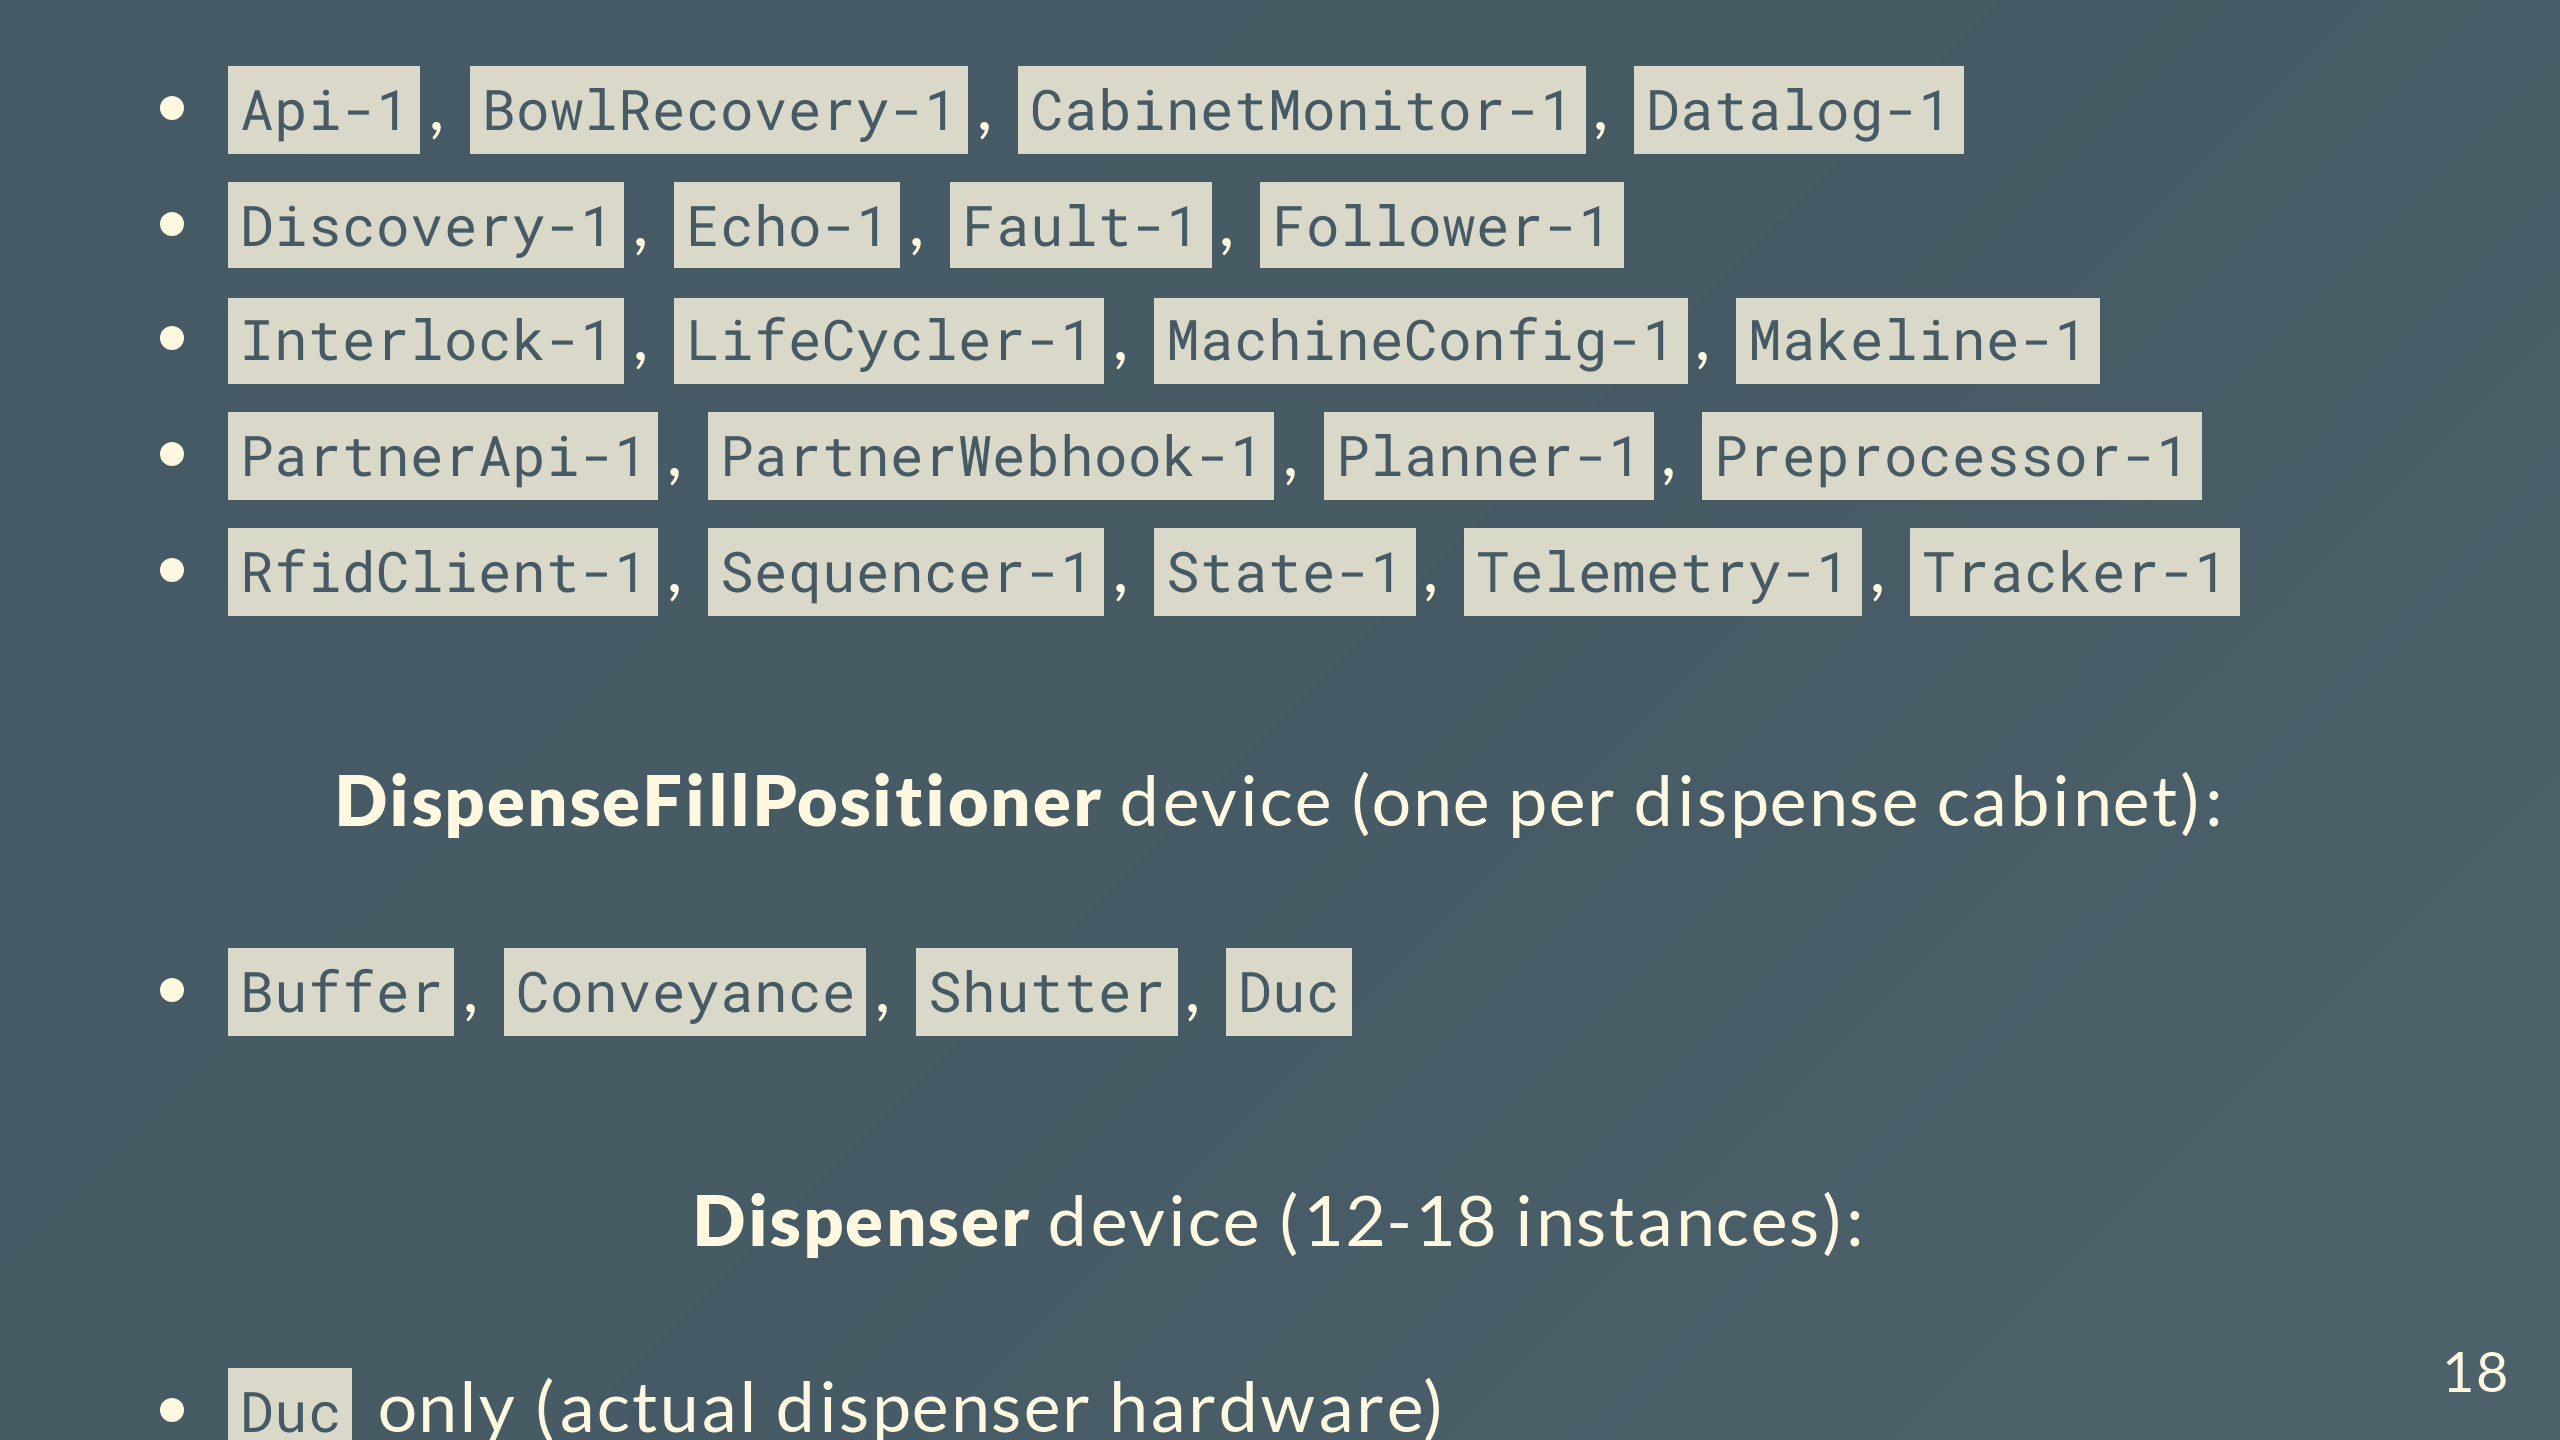 • Api-1, BowlRecovery-1, CabinetMonitor-1, Datalog-1
• Discovery-1, Echo-1, Fault-1, Follower-1
• Interlock-1, LifeCycler-1, MachineConfig-1, Makeline-1
• PartnerApi-1, PartnerWebhook-1, Planner-1, Preprocessor-1
• RfidClient-1, Sequencer-1, State-1, Telemetry-1, Tracker-1
DispenseFillPositioner device (one per dispense cabinet):
• Buffer, Conveyance, Shutter, Duc
Dispenser device (12-18 instances):
• Duc only (actual dispenser hardware)
18